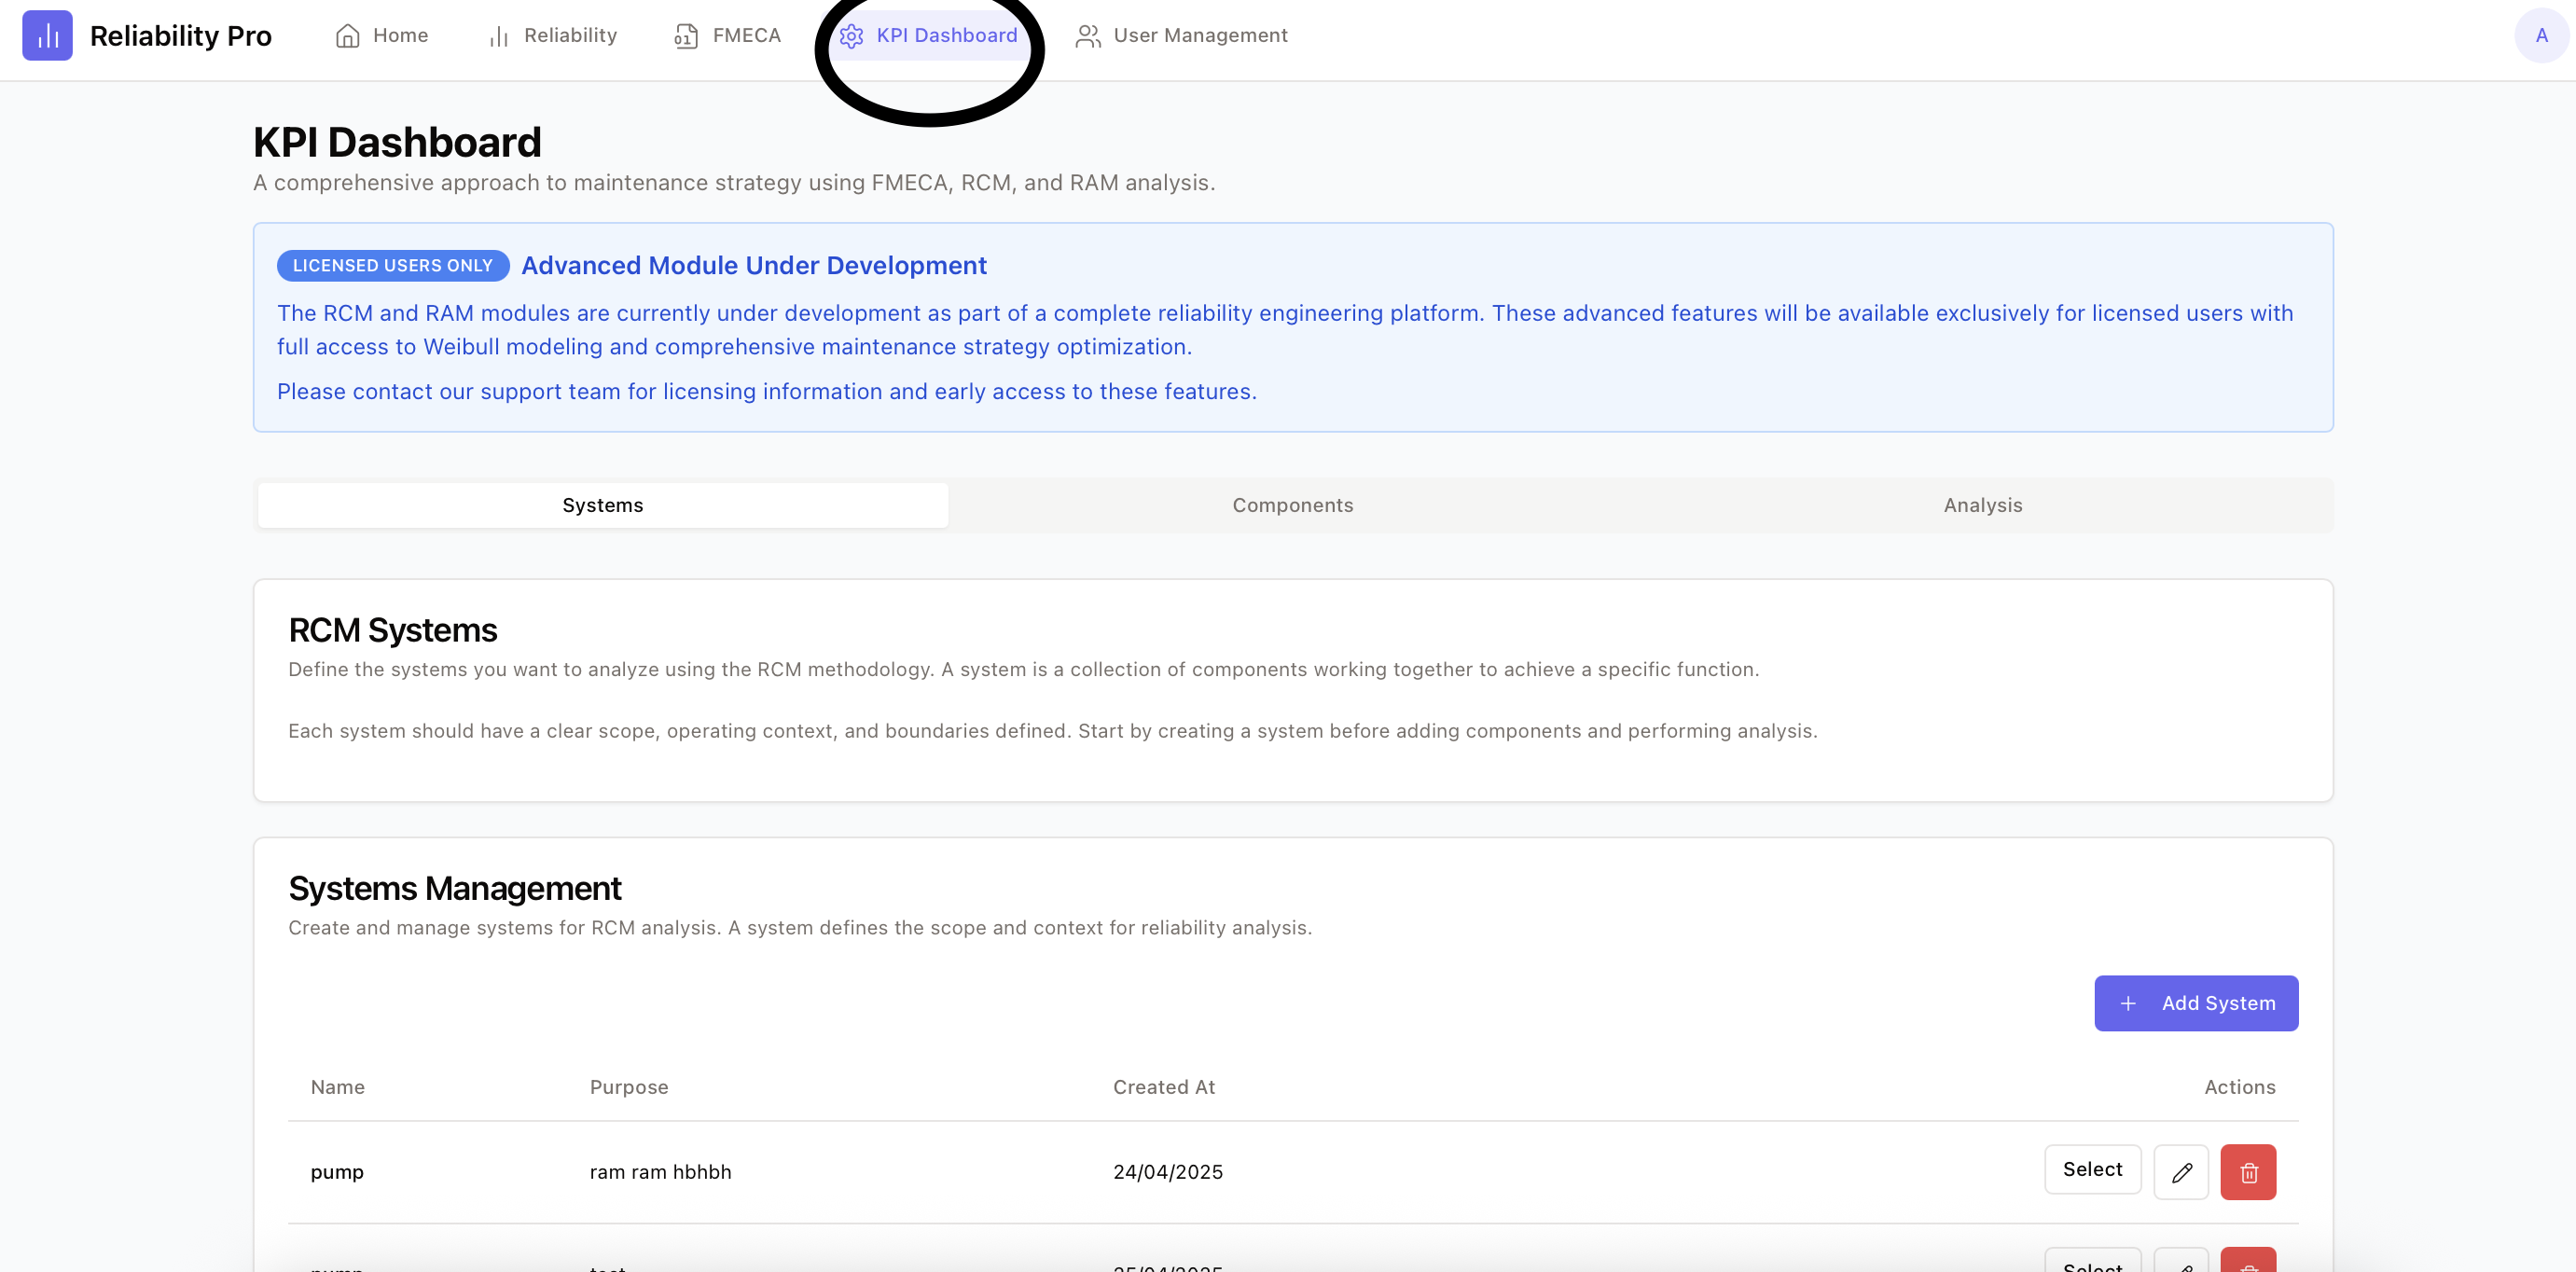 Reliability Pro
Home
Reliability
FMECA
KPI Dashboard
User Management
A
KPI Dashboard
A comprehensive approach to maintenance strategy using FMECA, RCM, and RAM analysis.
LICENSED USERS ONLY Advanced Module Under Development
The RCM and RAM modules are currently under development as part of a complete reliability engineering platform. These advanced features will be available exclusively for licensed users with
full access to Weibull modeling and comprehensive maintenance strategy optimization.
Please contact our support team for licensing information and early access to these features.
Systems
Components
Analysis
RCM Systems
Define the systems you want to analyze using the RCM methodology. A system is a collection of components working together to achieve a specific function.
Each system should have a clear scope, operating context, and boundaries defined. Start by creating a system before adding components and performing analysis.
Systems Management
Create and manage systems for RCM analysis. A system defines the scope and context for reliability analysis.
Add System
Name Purpose Created At Actions
pump ram ram hbhbh 24/04/2025 Select
pump test 25/04/2025 Select